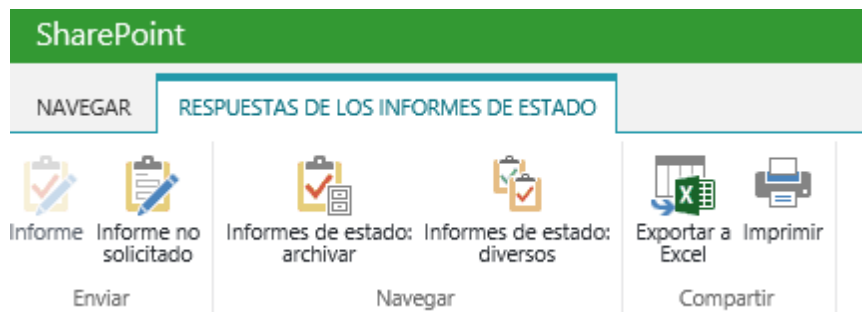 SharePoint
NAVEGAR RESPUESTAS DE LOS INFORMES DE ESTADO
Informe Informe no solicitado Informes de estado: archivar Informes de estado: diversos Exportar a Excel Imprimir
Enviar Navegar Compartir